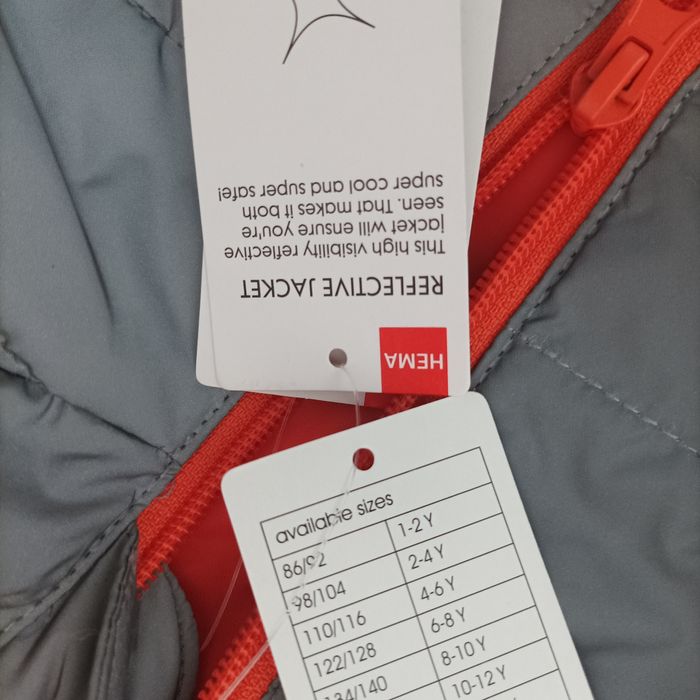 HEMA
REFLECTIVE JACKET
This high visibility reflective
jacket will ensure you're
seen. That makes it both
super cool and super safe!
available sizes
86/92 1-2 Y
98/104 2-4 Y
110/116 4-6 Y
122/128 6-8 Y
134/140 8-10 Y
10-12 Y